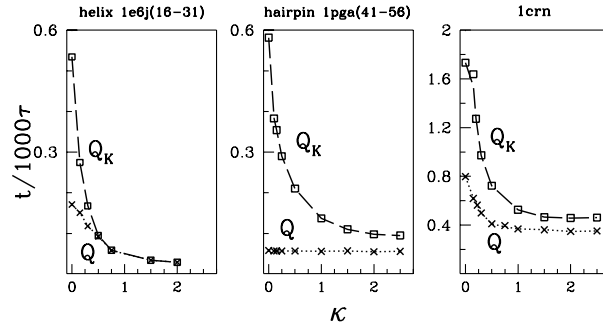 helix 1e6j(16−31)
hairpin 1pga(41−56)
1crn
t/1000τ
0.6
0.3
0
1
2
Q_K
Q
0.6
0.3
0
1
2
Q_K
Q
2
1.6
1.2
0.8
0.4
0
1
2
Q_K
Q
κ